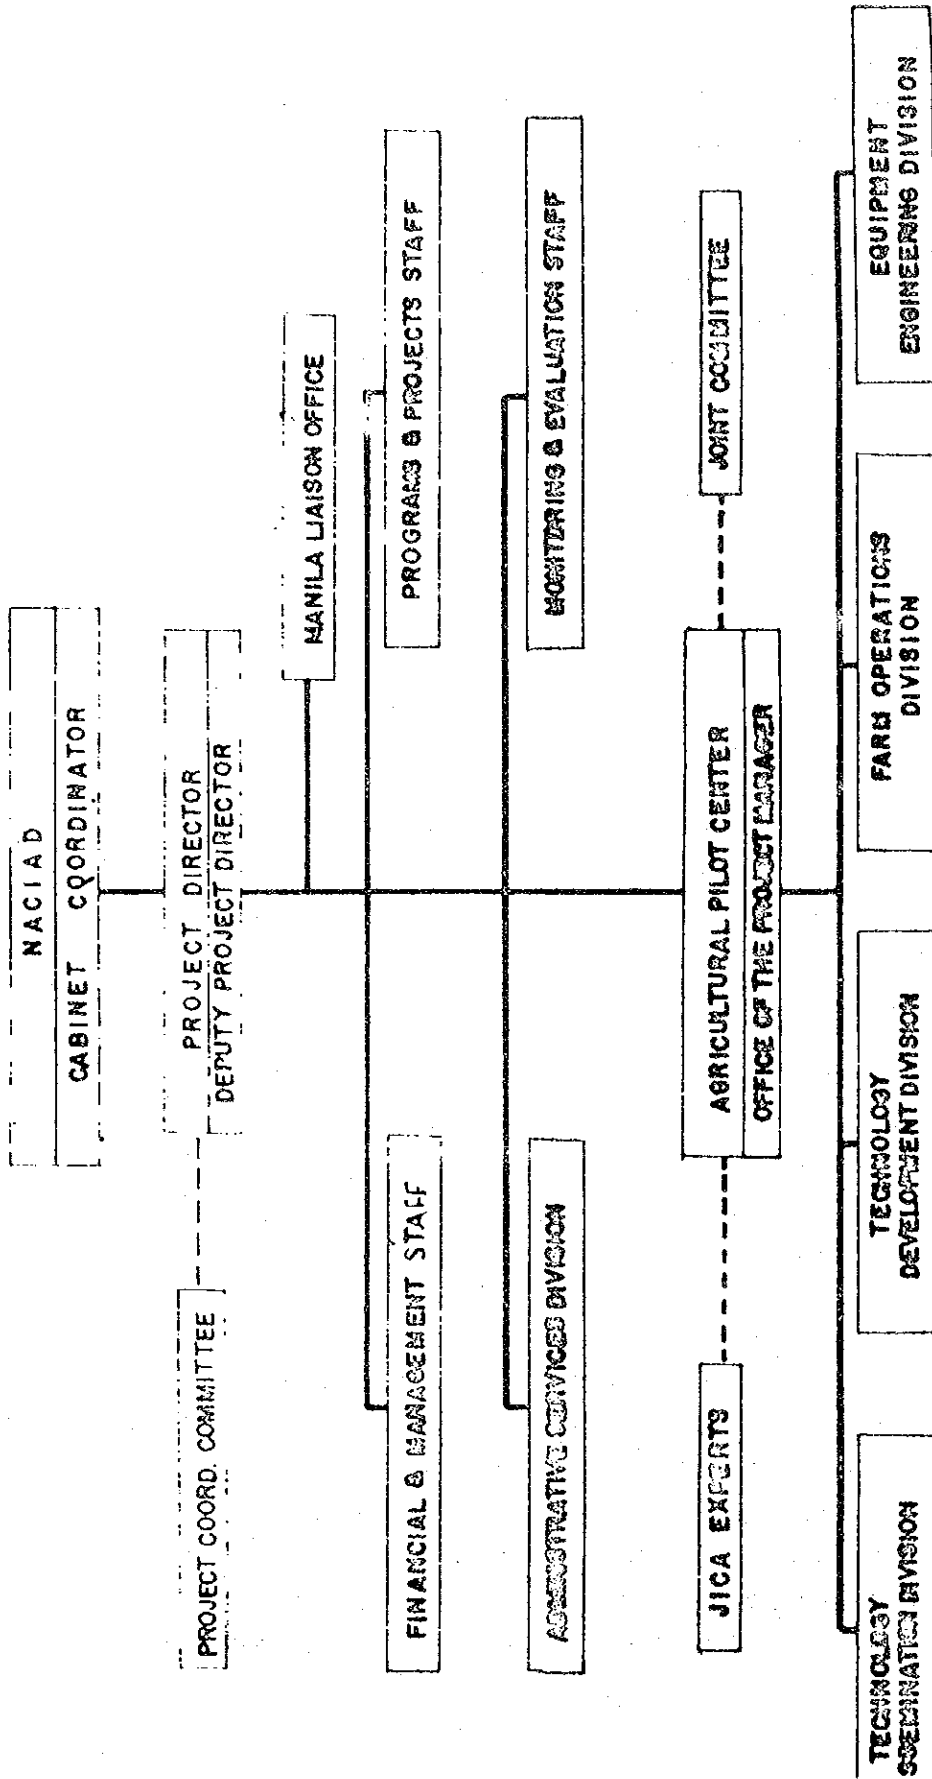 NACIAD
CABINET COORDINATOR
PROJECT COORD. COMMITTEE
PROJECT DIRECTOR
DEPUTY PROJECT DIRECTOR
MANILA LIAISON OFFICE
FINANCIAL & MANAGEMENT STAFF
PROGRAMS & PROJECTS STAFF
ADMINISTRATIVE SERVICES DIVISION
MONITORING & EVALUATION STAFF
JICA EXPERTS
AGRICULTURAL PILOT CENTER
OFFICE OF THE PROJECT MANAGER
JOINT COMMITTEE
TECHNOLOGY
SSEMINATION DIVISION
TECHNOLOGY
DEVELOPMENT DIVISION
FARM OPERATIONS
DIVISION
EQUIPMENT
ENGINEERING DIVISION